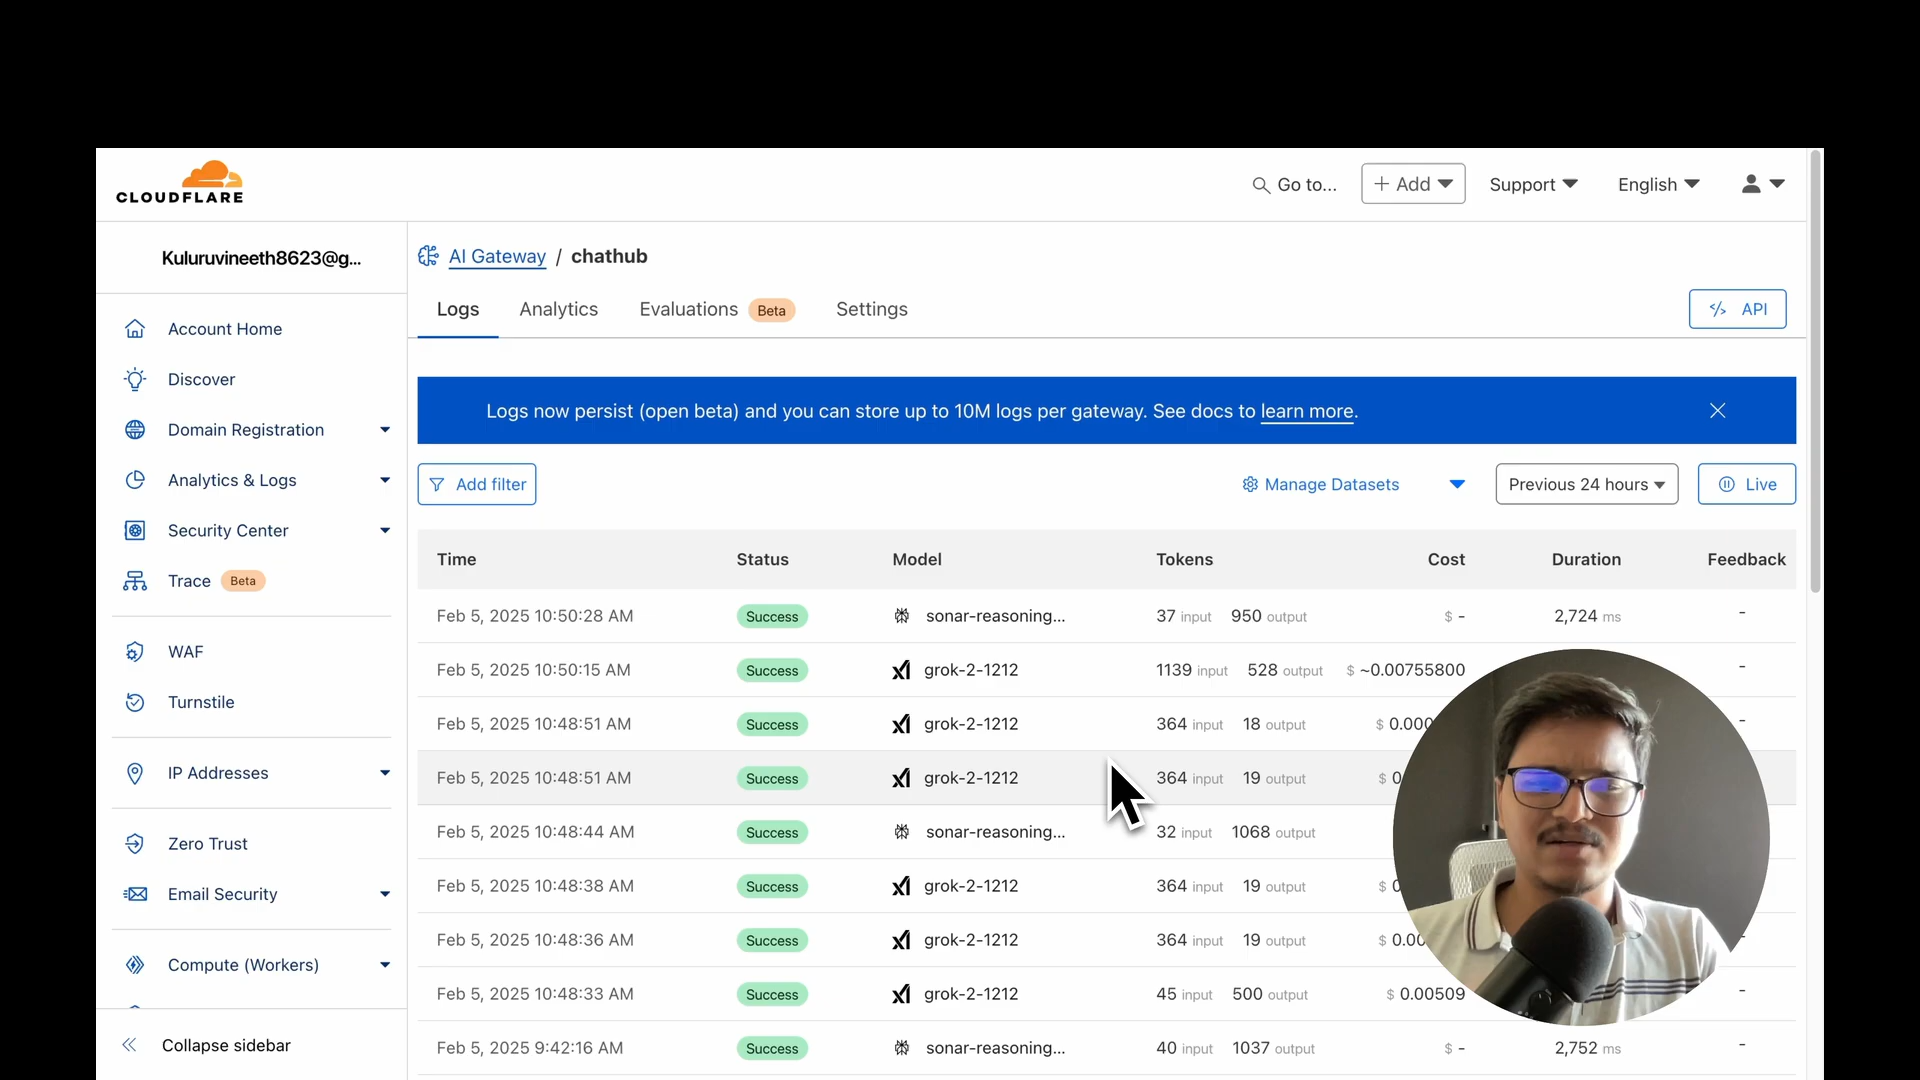 CLOUDFLARE
Go to... + Add Support English
Kuluruvineeth8623@g...
AI Gateway / chathub
Logs Analytics Evaluations Beta Settings API
Account Home
Discover
Domain Registration
Analytics & Logs
Security Center
Trace Beta
WAF
Turnstile
IP Addresses
Zero Trust
Email Security
Compute (Workers)
Collapse sidebar
Logs now persist (open beta) and you can store up to 10M logs per gateway. See docs to learn more.
Add filter Manage Datasets Previous 24 hours Live
Time Status Model Tokens Cost Duration Feedback
Feb 5, 2025 10:50:28 AM Success sonar-reasoning... 37 input 950 output $ - 2,724 ms -
Feb 5, 2025 10:50:15 AM Success grok-2-1212 1139 input 528 output $ ~0.00755800 -
Feb 5, 2025 10:48:51 AM Success grok-2-1212 364 input 18 output $ 0.000 -
Feb 5, 2025 10:48:51 AM Success grok-2-1212 364 input 19 output $ 0
Feb 5, 2025 10:48:44 AM Success sonar-reasoning... 32 input 1068 output
Feb 5, 2025 10:48:38 AM Success grok-2-1212 364 input 19 output $ 0
Feb 5, 2025 10:48:36 AM Success grok-2-1212 364 input 19 output $ 0.00
Feb 5, 2025 10:48:33 AM Success grok-2-1212 45 input 500 output $ 0.00509 -
Feb 5, 2025 9:42:16 AM Success sonar-reasoning... 40 input 1037 output $ - 2,752 ms -